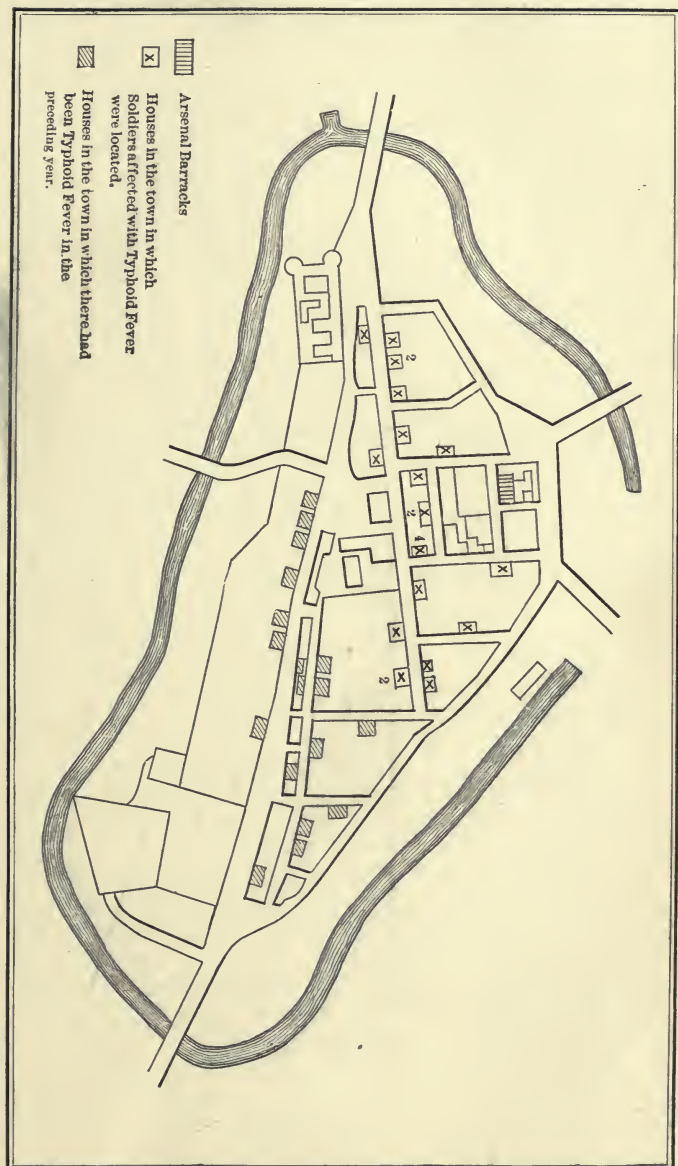 Arsenal Barracks
Houses in the town in which
Soldiers affected with Typhoid Fever
were located.
Houses in the town in which there had
been Typhoid Fever in the
preceding year.
X
X
X
2
X
X
X
X
X
X
2
4
X
X
X
X
X
X
2
X
X
X